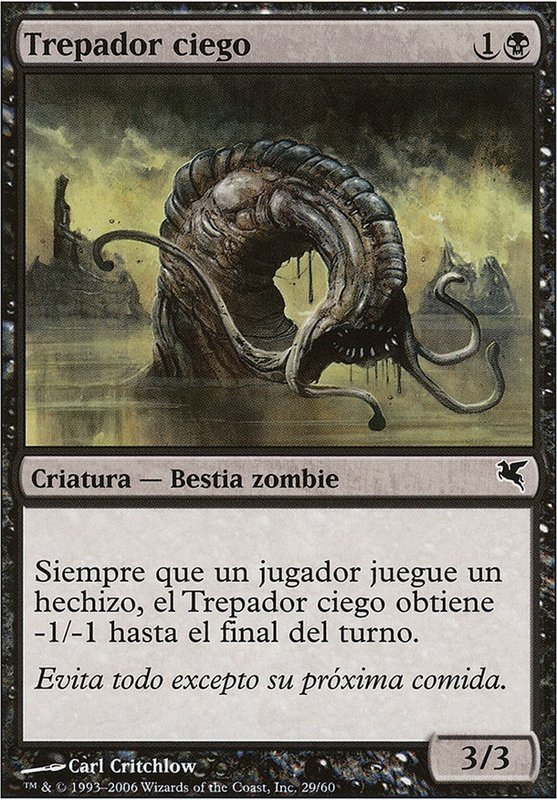 Trepador ciego 1
Criatura — Bestia zombie
Siempre que un jugador juegue un
hechizo, el Trepador ciego obtiene
-1/-1 hasta el final del turno.
Evita todo excepto su próxima comida.
3/3
Carl Critchlow
™ & © 1993–2006 Wizards of the Coast, Inc. 29/60